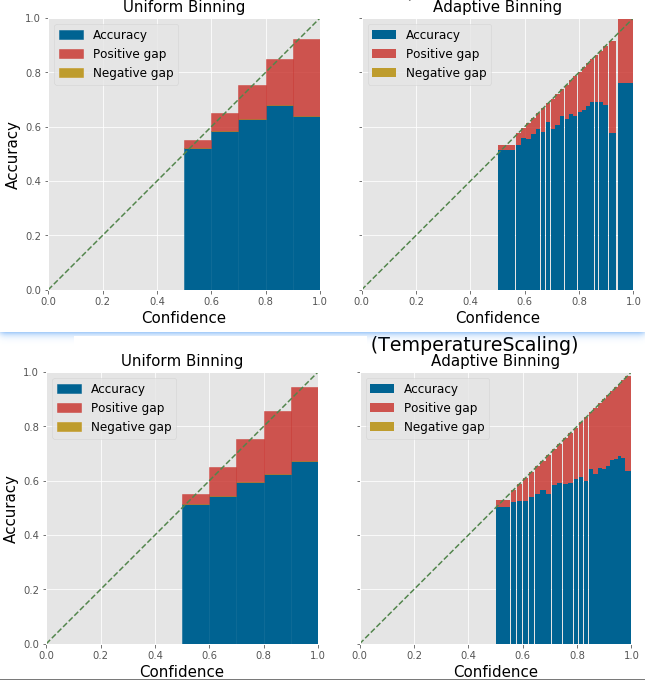 Uniform Binning
Adaptive Binning
1.0
0.8
0.6
0.4
0.2
0.0
Accuracy
Accuracy
Positive gap
Negative gap
Accuracy
Positive gap
Negative gap
0.0 0.2 0.4 0.6 0.8 1.0
0.0 0.2 0.4 0.6 0.8 1.0
Confidence
Confidence
(TemperatureScaling)
Uniform Binning
Adaptive Binning
1.0
0.8
0.6
0.4
0.2
0.0
Accuracy
Accuracy
Positive gap
Negative gap
Accuracy
Positive gap
Negative gap
0.0 0.2 0.4 0.6 0.8 1.0
0.0 0.2 0.4 0.6 0.8 1.0
Confidence
Confidence